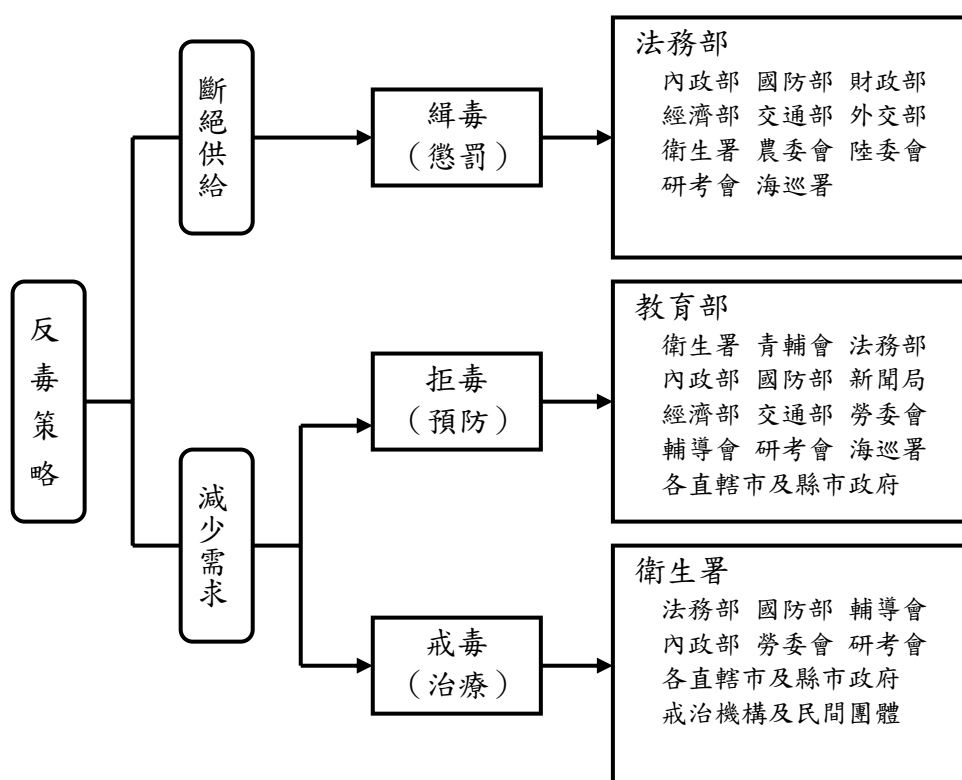 反毒策略
斷絕供給
緝毒
（懲罰）
法務部
內政部 國防部 財政部
經濟部 交通部 外交部
衛生署 農委會 陸委會
研考會 海巡署
減少需求
拒毒
（預防）
教育部
衛生署 青輔會 法務部
內政部 國防部 新聞局
經濟部 交通部 勞委會
輔導會 研考會 海巡署
各直轄市及縣市政府
戒毒
（治療）
衛生署
法務部 國防部 輔導會
內政部 勞委會 研考會
各直轄市及縣市政府
戒治機構及民間團體